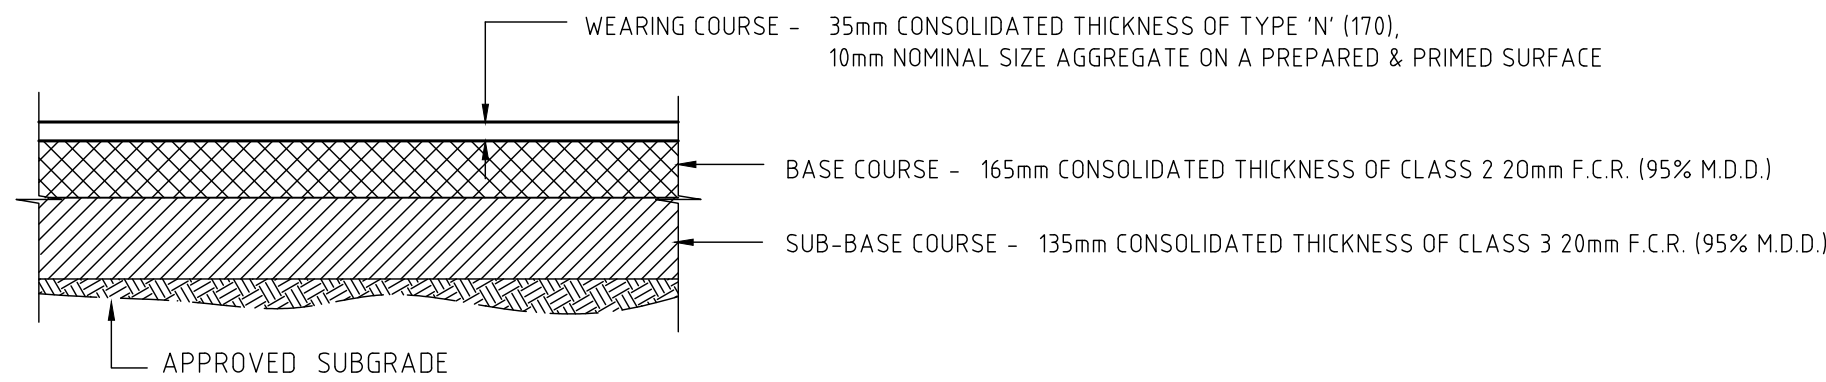 WEARING COURSE - 35mm CONSOLIDATED THICKNESS OF TYPE 'N' (170),
10mm NOMINAL SIZE AGGREGATE ON A PREPARED & PRIMED SURFACE
BASE COURSE - 165mm CONSOLIDATED THICKNESS OF CLASS 2 20mm F.C.R. (95% M.D.D.)
SUB-BASE COURSE - 135mm CONSOLIDATED THICKNESS OF CLASS 3 20mm F.C.R. (95% M.D.D.)
APPROVED SUBGRADE